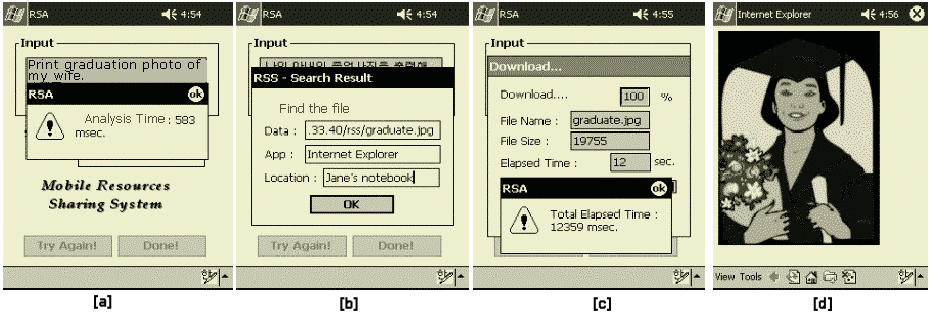 RSA 4:54
Input
Print graduation photo of
my wife.
RSA ok
Analysis Time : 583
msec.
Mobile Resources
Sharing System
Try Again! Done!
[a]
RSA 4:54
Input
RSS - Search Result
Find the file
Data : .33.40/rss/graduate.jpg
App : Internet Explorer
Location : Jane's notebook
OK
Try Again! Done!
[b]
RSA 4:55
Input
Download...
Download.... 100 %
File Name : graduate.jpg
File Size : 19755
Elapsed Time : 12 sec.
RSA ok
Total Elapsed Time :
12359 msec.
[c]
Internet Explorer 4:56
View Tools
[d]